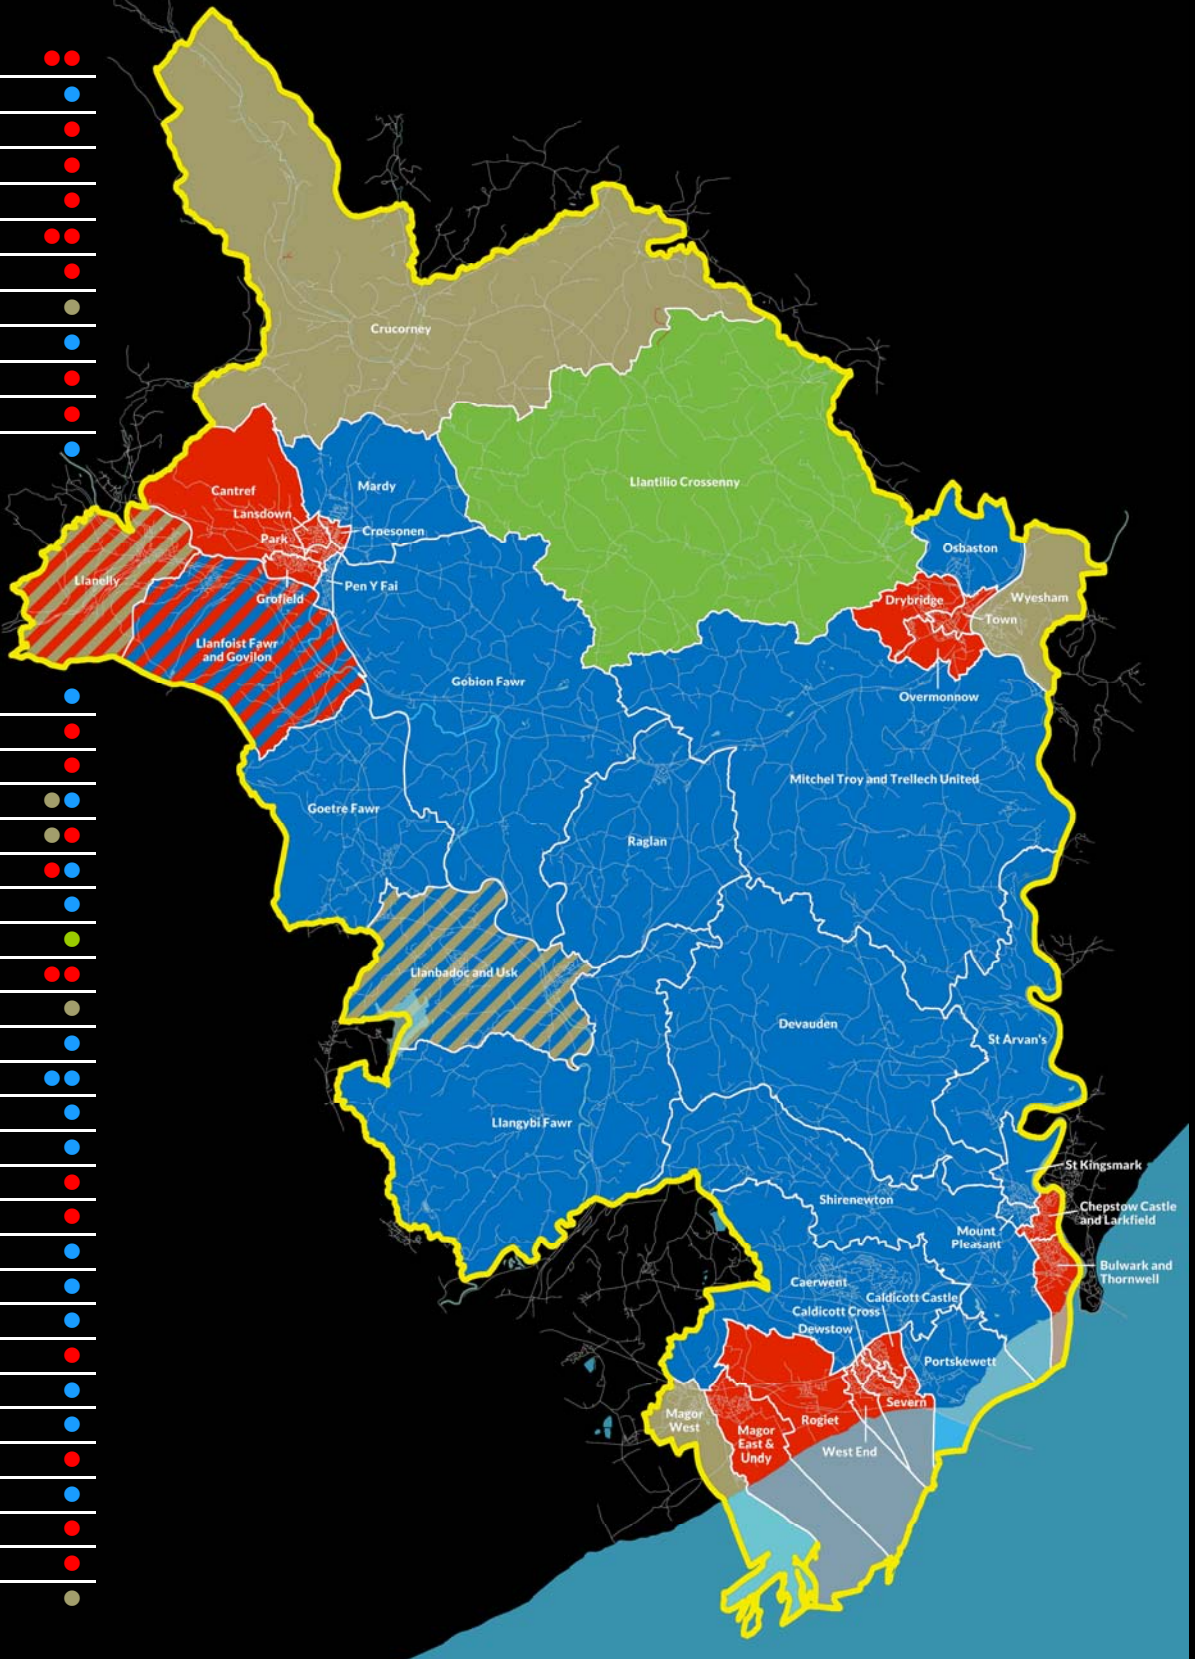 Crucorney
Llantilio Crossenny
Cantref
Mardy
Lansdown
Croesonen
Park
Osbaston
Llanelly
Pen Y Fai
Grofield
Drybridge
Wyesham
Town
Llanfoist Fawr
and Govilon
Gobion Fawr
Overmonnow
Mitchel Troy and Trellech United
Goetre Fawr
Raglan
Llanbadoc and Usk
Devauden
St Arvan's
Llangybi Fawr
St Kingsmark
Shirenewton
Chepstow Castle
and Larkfield
Mount
Pleasant
Bulwark and
Thornwell
Caerwent
Caldicott Castle
Caldicott Cross
Dewstow
Portskewett
Severn
Magor
West
Rogiet
Magor
East &
Undy
West End